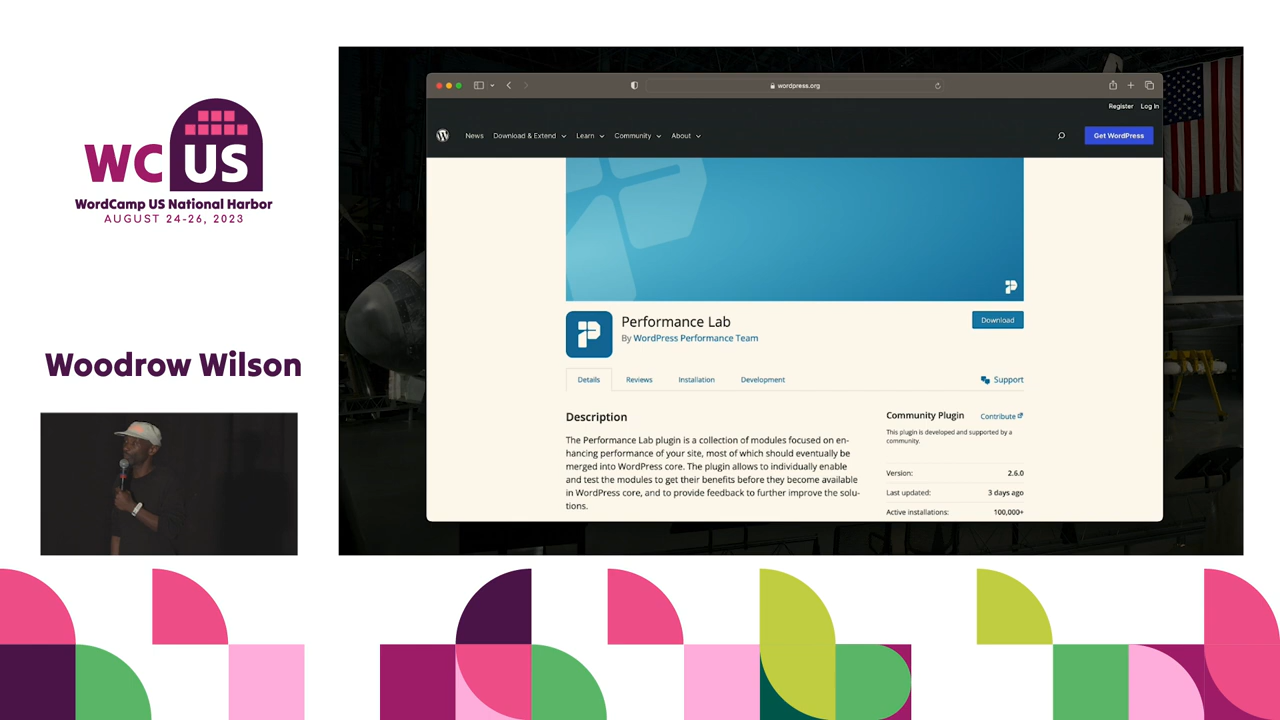 WC US
WordCamp US National Harbor
AUGUST 24-26, 2023
Woodrow Wilson
wordpress.org
Register Log In
News Download & Extend Learn Community About Get WordPress
Performance Lab
Download
By WordPress Performance Team
Details Reviews Installation Development Support
Description
The Performance Lab plugin is a collection of modules focused on en-
hancing performance of your site, most of which should eventually be
merged into WordPress core. The plugin allows to individually enable
and test the modules to get their benefits before they become available
in WordPress core, and to provide feedback to further improve the solu-
tions.
Community Plugin Contribute
This plugin is developed and supported by a
community.
Version: 2.6.0
Last updated: 3 days ago
Active installations: 100,000+